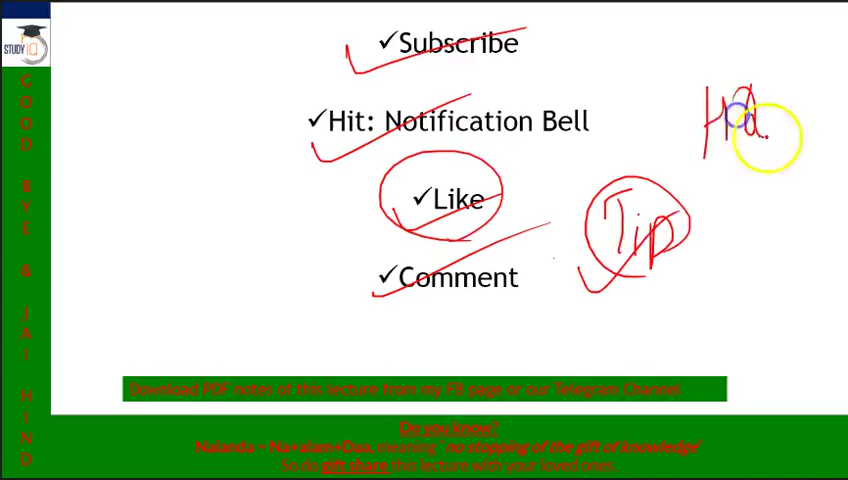 STUDY IQ
✓Subscribe
✓Hit: Notification Bell
✓Like
Tip
✓Comment
GOOD BYE & JAI HIND
Download PDF notes of this lecture from my FB page or our Telegram Channel
Do you know?
Nalanda = Na+alam+Daa, meaning " no stopping of the gift of knowledge'
So do gift share this lecture with your loved ones.